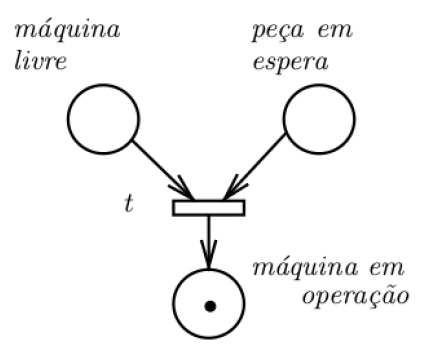 máquina
livre
peça em
espera
t
máquina em
operação